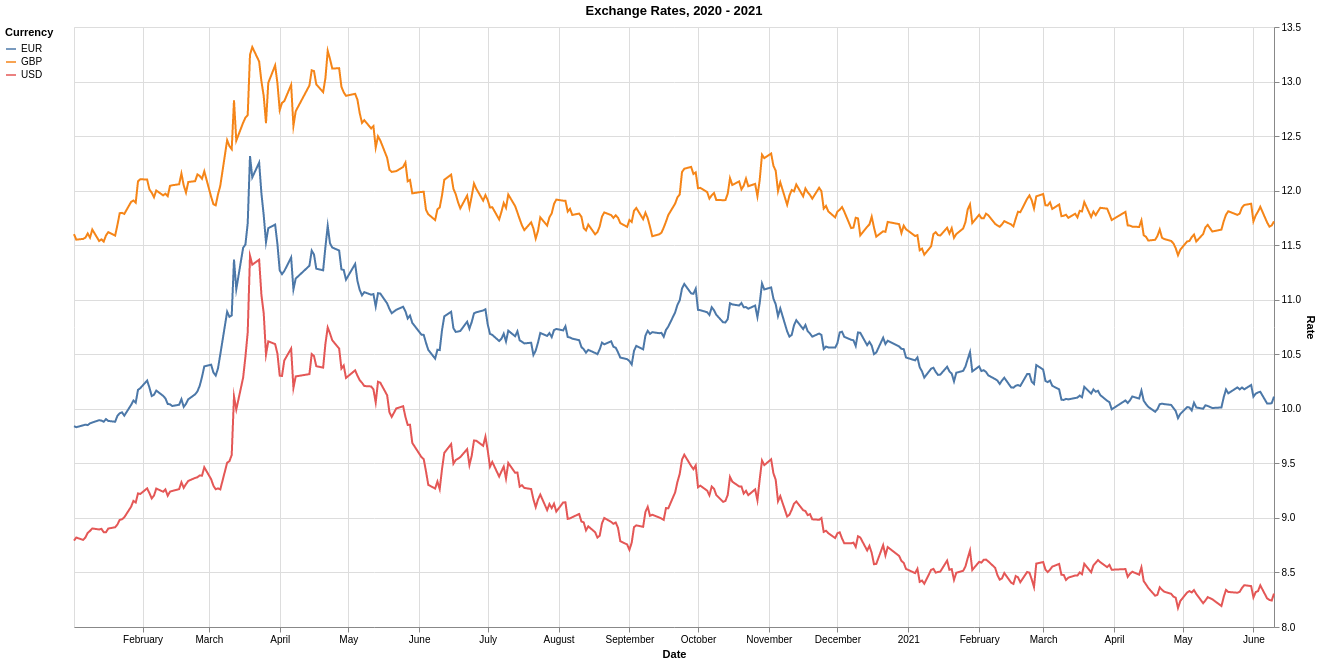 Exchange Rates, 2020 - 2021
Currency
EUR
GBP
USD
13.5
13.0
12.5
12.0
11.5
11.0
10.5
10.0
9.5
9.0
8.5
8.0
Rate
February March April May June July August September October November December 2021 February March April May June
Date